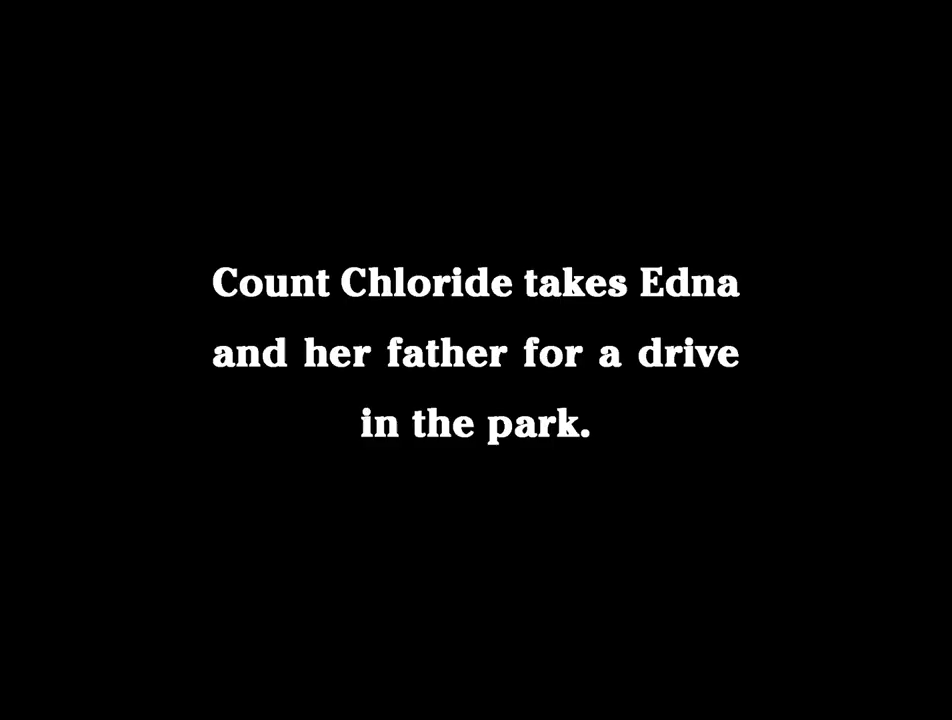 Count Chloride takes Edna
and her father for a drive
in the park.